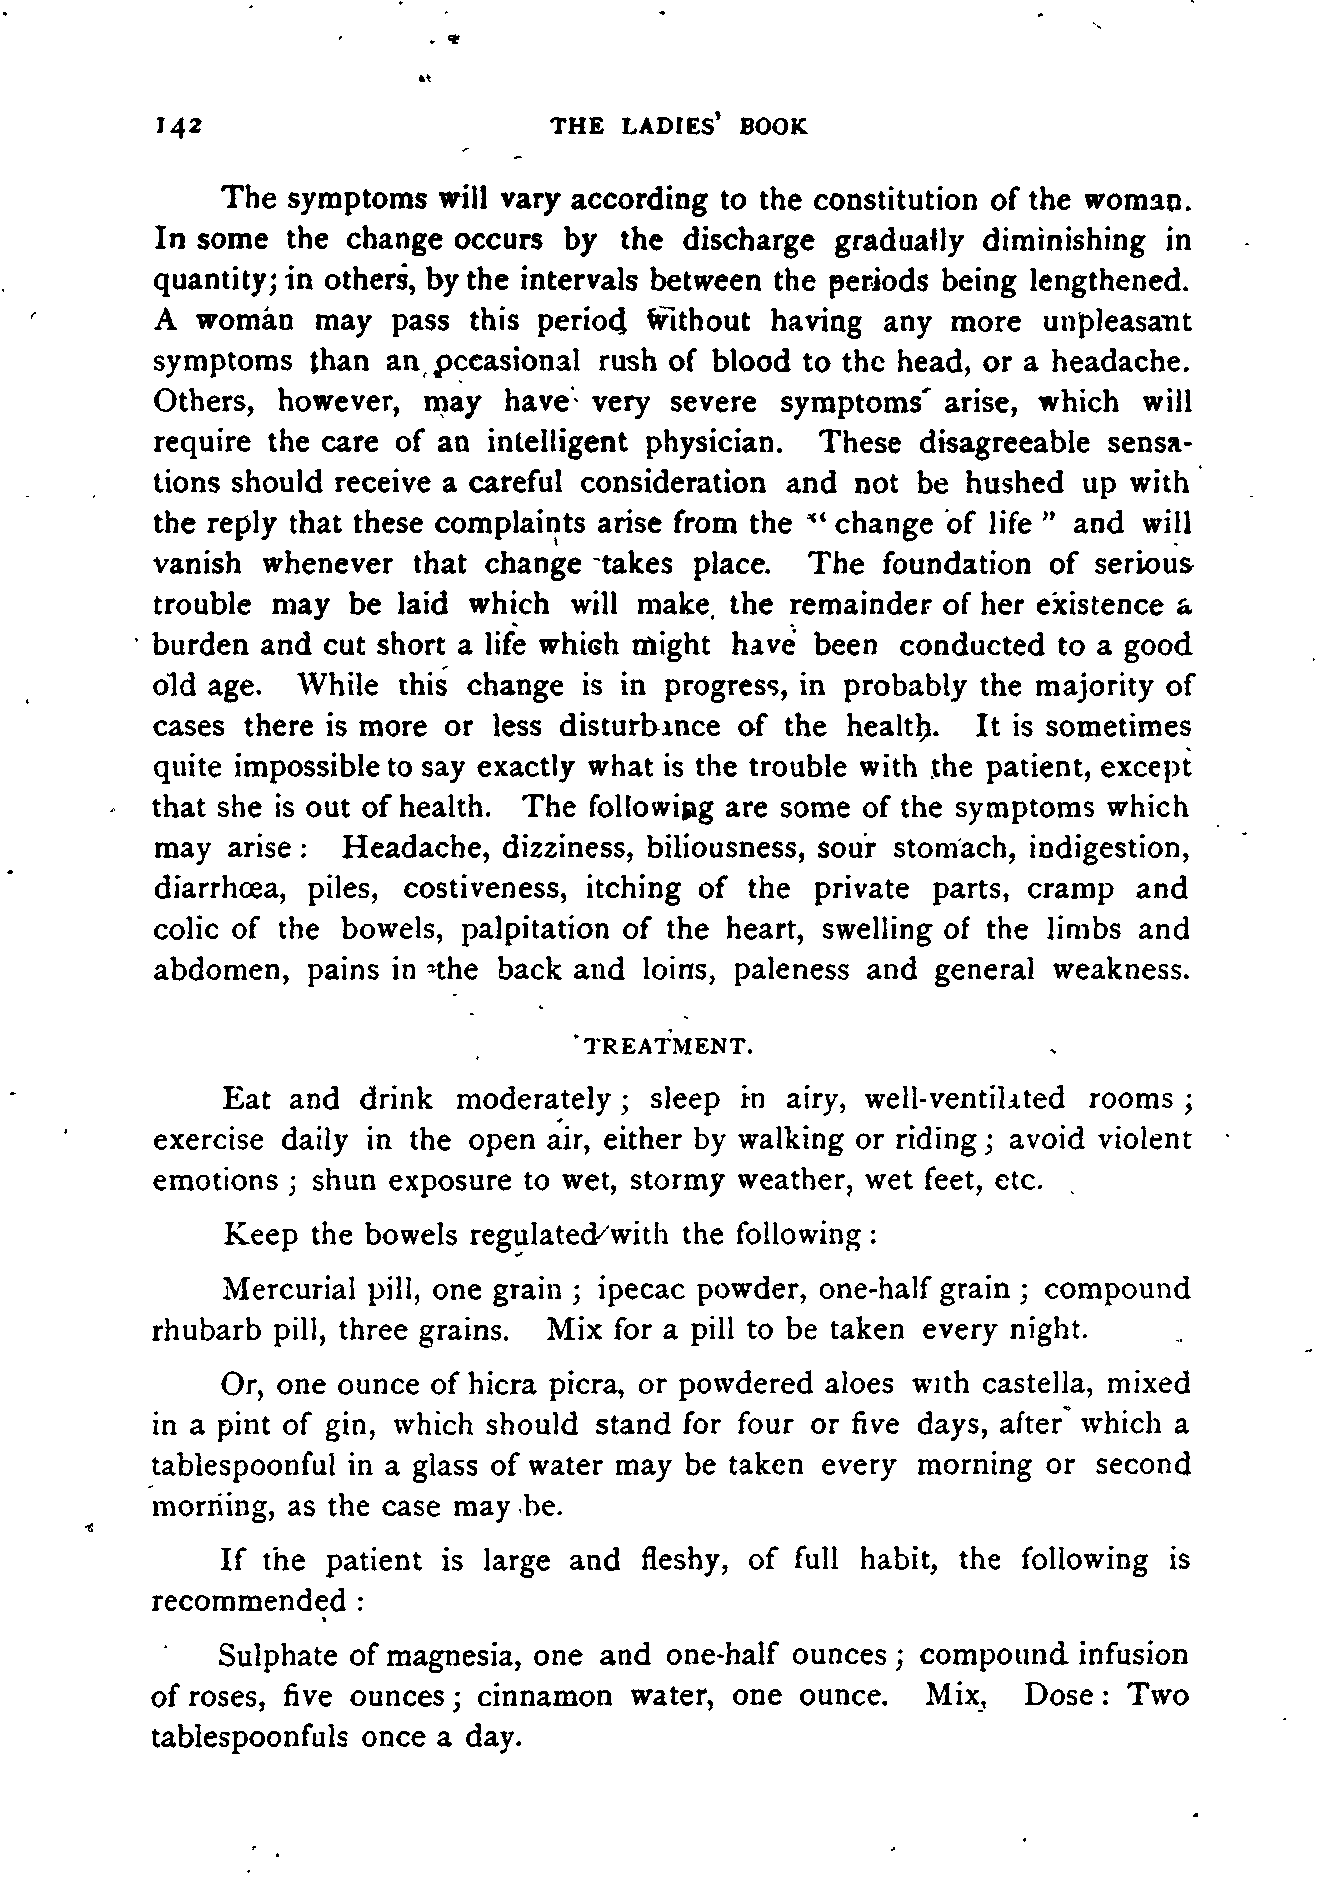 142 THE LADIES' BOOK
The symptoms will vary according to the constitution of the woman.
In some the change occurs by the discharge gradually diminishing in
quantity; in others, by the intervals between the periods being lengthened.
A woman may pass this period without having any more unpleasant
symptoms than an occasional rush of blood to the head, or a headache.
Others, however, may have very severe symptoms arise, which will
require the care of an intelligent physician. These disagreeable sensa-
tions should receive a careful consideration and not be hushed up with
the reply that these complaints arise from the “ change of life ” and will
vanish whenever that change takes place. The foundation of serious
trouble may be laid which will make the remainder of her existence a
burden and cut short a life which might have been conducted to a good
old age. While this change is in progress, in probably the majority of
cases there is more or less disturbance of the health. It is sometimes
quite impossible to say exactly what is the trouble with the patient, except
that she is out of health. The following are some of the symptoms which
may arise : Headache, dizziness, biliousness, sour stomach, indigestion,
diarrhœa, piles, costiveness, itching of the private parts, cramp and
colic of the bowels, palpitation of the heart, swelling of the limbs and
abdomen, pains in the back and loins, paleness and general weakness.
TREATMENT.
Eat and drink moderately ; sleep in airy, well-ventilated rooms ;
exercise daily in the open air, either by walking or riding ; avoid violent
emotions ; shun exposure to wet, stormy weather, wet feet, etc.
Keep the bowels regulated with the following :
Mercurial pill, one grain ; ipecac powder, one-half grain ; compound
rhubarb pill, three grains. Mix for a pill to be taken every night.
Or, one ounce of hicra picra, or powdered aloes with castella, mixed
in a pint of gin, which should stand for four or five days, after which a
tablespoonful in a glass of water may be taken every morning or second
morning, as the case may be.
If the patient is large and fleshy, of full habit, the following is
recommended :
Sulphate of magnesia, one and one-half ounces ; compound infusion
of roses, five ounces ; cinnamon water, one ounce. Mix, Dose : Two
tablespoonfuls once a day.